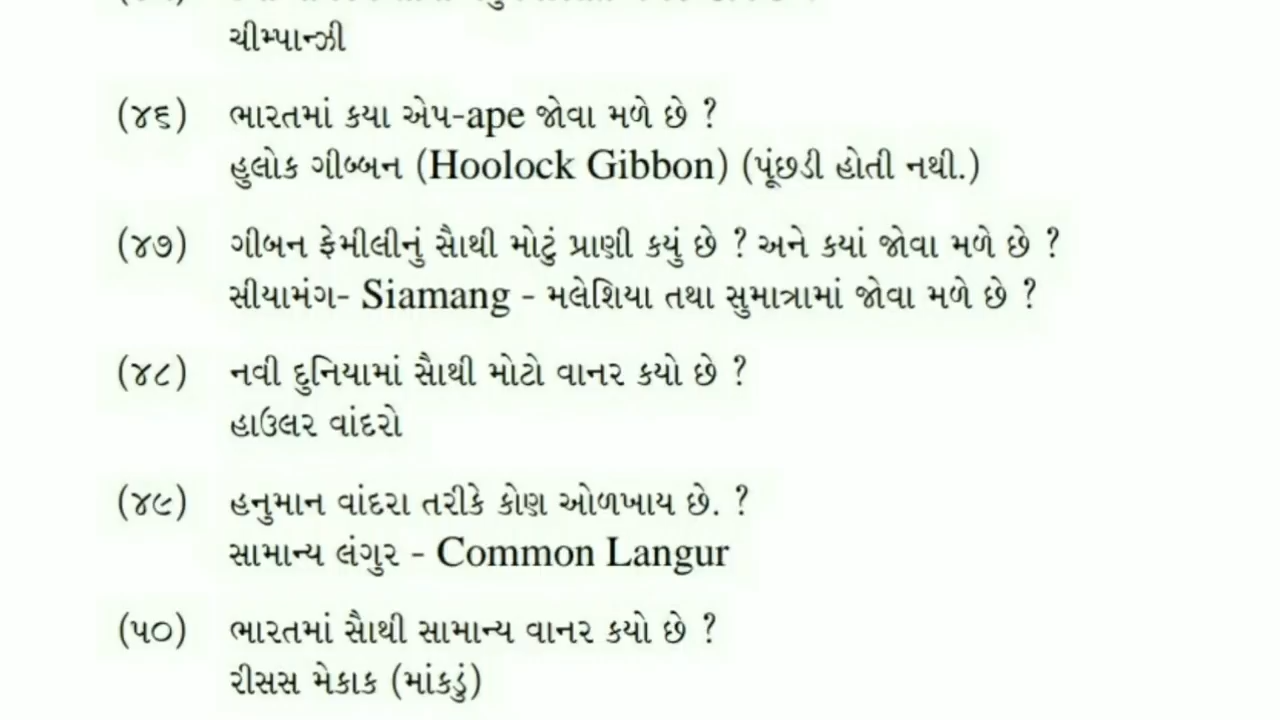 ચીમ્પાન્ઝી
(૪૬) ભારતમાં કયા એપ-ape જોવા મળે છે ?
હુલોક ગીબ્બન (Hoolock Gibbon) (પૂંછડી હોતી નથી.)
(૪૭) ગીબન ફેમીલીનું સૌથી મોટું પ્રાણી કયું છે ? અને કયાં જોવા મળે છે ?
સીયામંગ- Siamang - મલેશિયા તથા સુમાત્રામાં જોવા મળે છે ?
(૪૮) નવી દુનિયામાં સૌથી મોટો વાનર કયો છે ?
હાઉલર વાંદરો
(૪૯) હનુમાન વાંદરા તરીકે કોણ ઓળખાય છે. ?
સામાન્ય લંગુર - Common Langur
(૫૦) ભારતમાં સૌથી સામાન્ય વાનર કયો છે ?
રીસસ મેકાક (માંકડું)